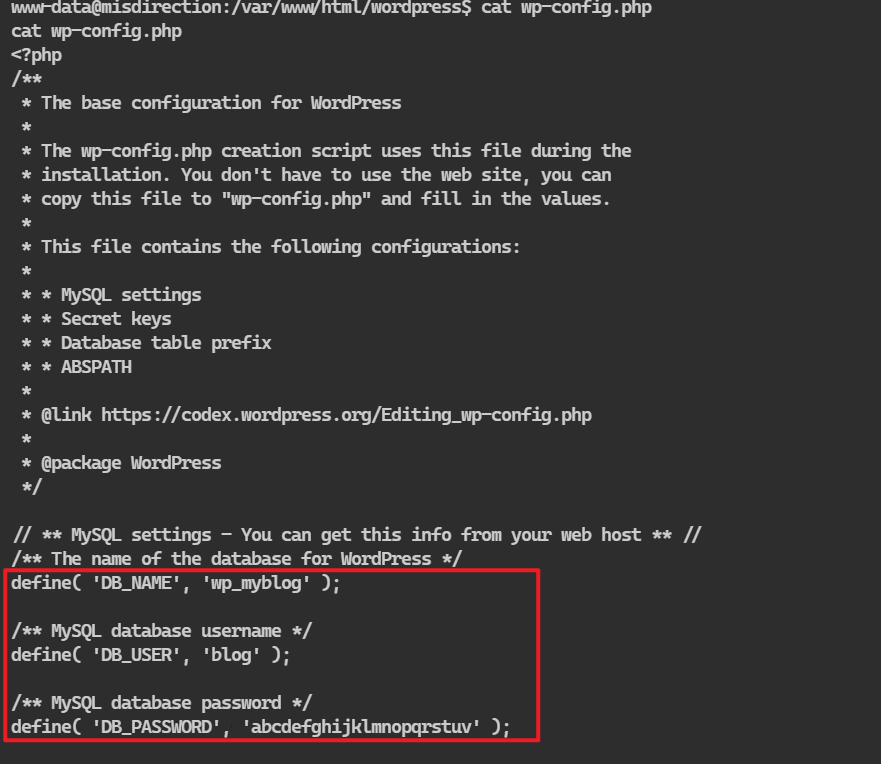 www-data@misdirection:/var/www/html/wordpress$ cat wp-config.php
cat wp-config.php
<?php
/**
 * The base configuration for WordPress
 *
 * The wp-config.php creation script uses this file during the
 * installation. You don't have to use the web site, you can
 * copy this file to "wp-config.php" and fill in the values.
 *
 * This file contains the following configurations:
 *
 * * MySQL settings
 * * Secret keys
 * * Database table prefix
 * * ABSPATH
 *
 * @link https://codex.wordpress.org/Editing_wp-config.php
 *
 * @package WordPress
 */

// ** MySQL settings - You can get this info from your web host ** //
/** The name of the database for WordPress */
define( 'DB_NAME', 'wp_myblog' );

/** MySQL database username */
define( 'DB_USER', 'blog' );

/** MySQL database password */
define( 'DB_PASSWORD', 'abcdefghijklmnopqrstuv' );